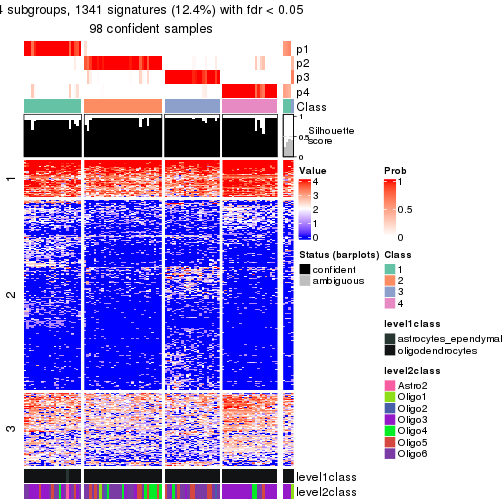 4 subgroups, 1341 signatures (12.4%) with fdr < 0.05
98 confident samples
p1
p2
p3
p4
Class
1
0.5
0
Silhouette
score
1
2
3
level1class
level2class
Value
4
3
2
1
0
Prob
1
0.5
0
Status (barplots)
confident
ambiguous
Class
1
2
3
4
level1class
astrocytes_ependymal
oligodendrocytes
level2class
Astro2
Oligo1
Oligo2
Oligo3
Oligo4
Oligo5
Oligo6